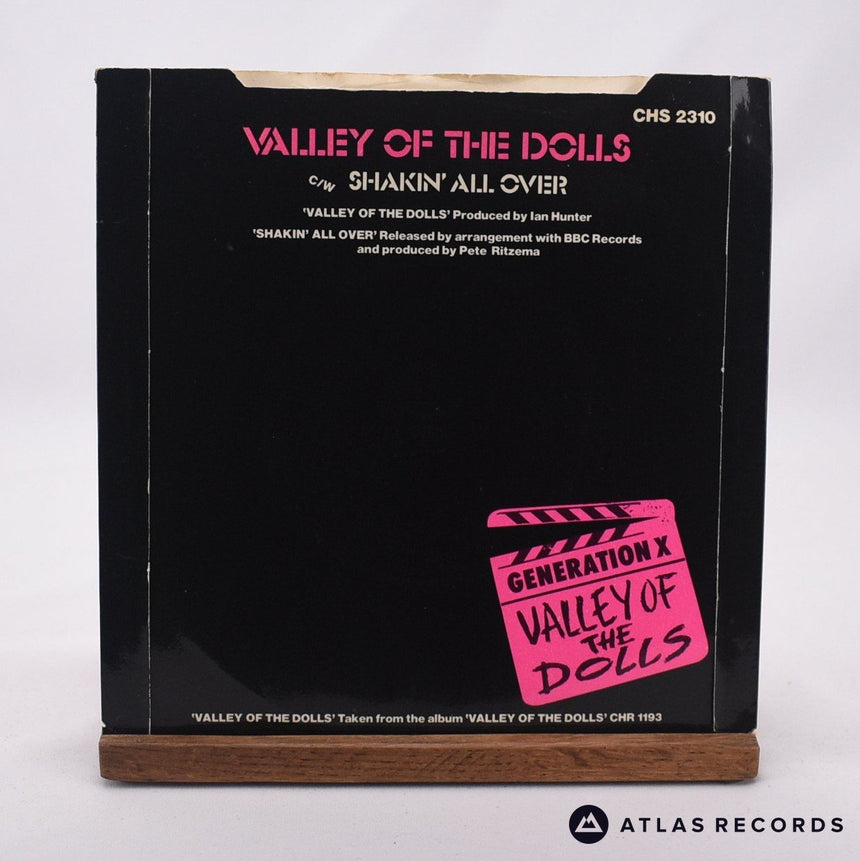 CHS 2310
VALLEY OF THE DOLLS
C/W SHAKIN' ALL OVER
'VALLEY OF THE DOLLS' Produced by Ian Hunter
'SHAKIN' ALL OVER' Released by arrangement with BBC Records
and produced by Pete Ritzema
GENERATION X
VALLEY OF
THE
DOLLS
'VALLEY OF THE DOLLS' Taken from the album 'VALLEY OF THE DOLLS' CHR 1193
ATLAS RECORDS